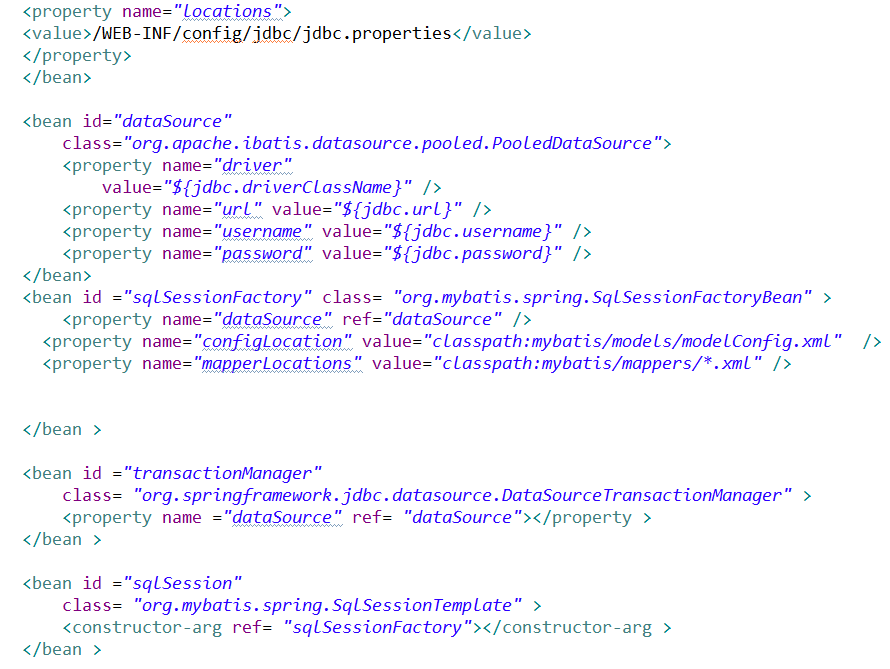 <property name="locations">
<value>/WEB-INF/config/jdbc/jdbc.properties</value>
</property>
</bean>
<bean id="dataSource"
class="org.apache.ibatis.datasource.pooled.PooledDataSource">
<property name="driver"
value="${jdbc.driverClassName}" />
<property name="url" value="${jdbc.url}" />
<property name="username" value="${jdbc.username}" />
<property name="password" value="${jdbc.password}" />
</bean>
<bean id ="sqlSessionFactory" class= "org.mybatis.spring.SqlSessionFactoryBean" >
<property name="dataSource" ref="dataSource" />
<property name="configLocation" value="classpath:mybatis/models/modelConfig.xml"  />
<property name="mapperLocations" value="classpath:mybatis/mappers/*.xml" />
</bean >
<bean id ="transactionManager"
class= "org.springframework.jdbc.datasource.DataSourceTransactionManager" >
<property name ="dataSource" ref= "dataSource"></property >
</bean >
<bean id ="sqlSession"
class= "org.mybatis.spring.SqlSessionTemplate" >
<constructor-arg ref= "sqlSessionFactory"></constructor-arg >
</bean >